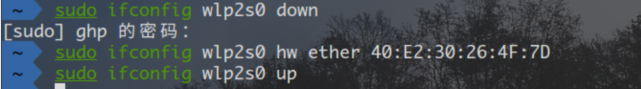 ~ sudo ifconfig wlp2s0 down
[sudo] ghp 的密码：
~ sudo ifconfig wlp2s0 hw ether 40:E2:30:26:4F:7D
~ sudo ifconfig wlp2s0 up